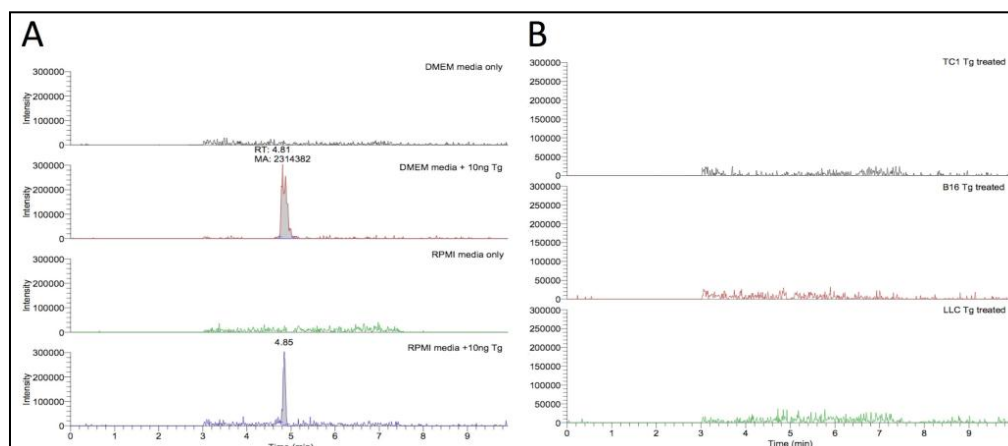 A
DMEM media only
300000
200000
100000
0
Intensity
RT: 4.81
MA: 2314382
DMEM media + 10ng Tg
300000
200000
100000
0
Intensity
RPMI media only
300000
200000
100000
0
Intensity
4.85
RPMI media +10ng Tg
300000
200000
100000
0
Intensity
0 1 2 3 4 5 6 7 8 9
Time (min)
B
TC1 Tg treated
300000
250000
200000
150000
100000
50000
0
Intensity
B16 Tg treated
300000
250000
200000
150000
100000
50000
0
Intensity
LLC Tg treated
300000
250000
200000
150000
100000
50000
0
Intensity
0 1 2 3 4 5 6 7 8 9
Time (min)